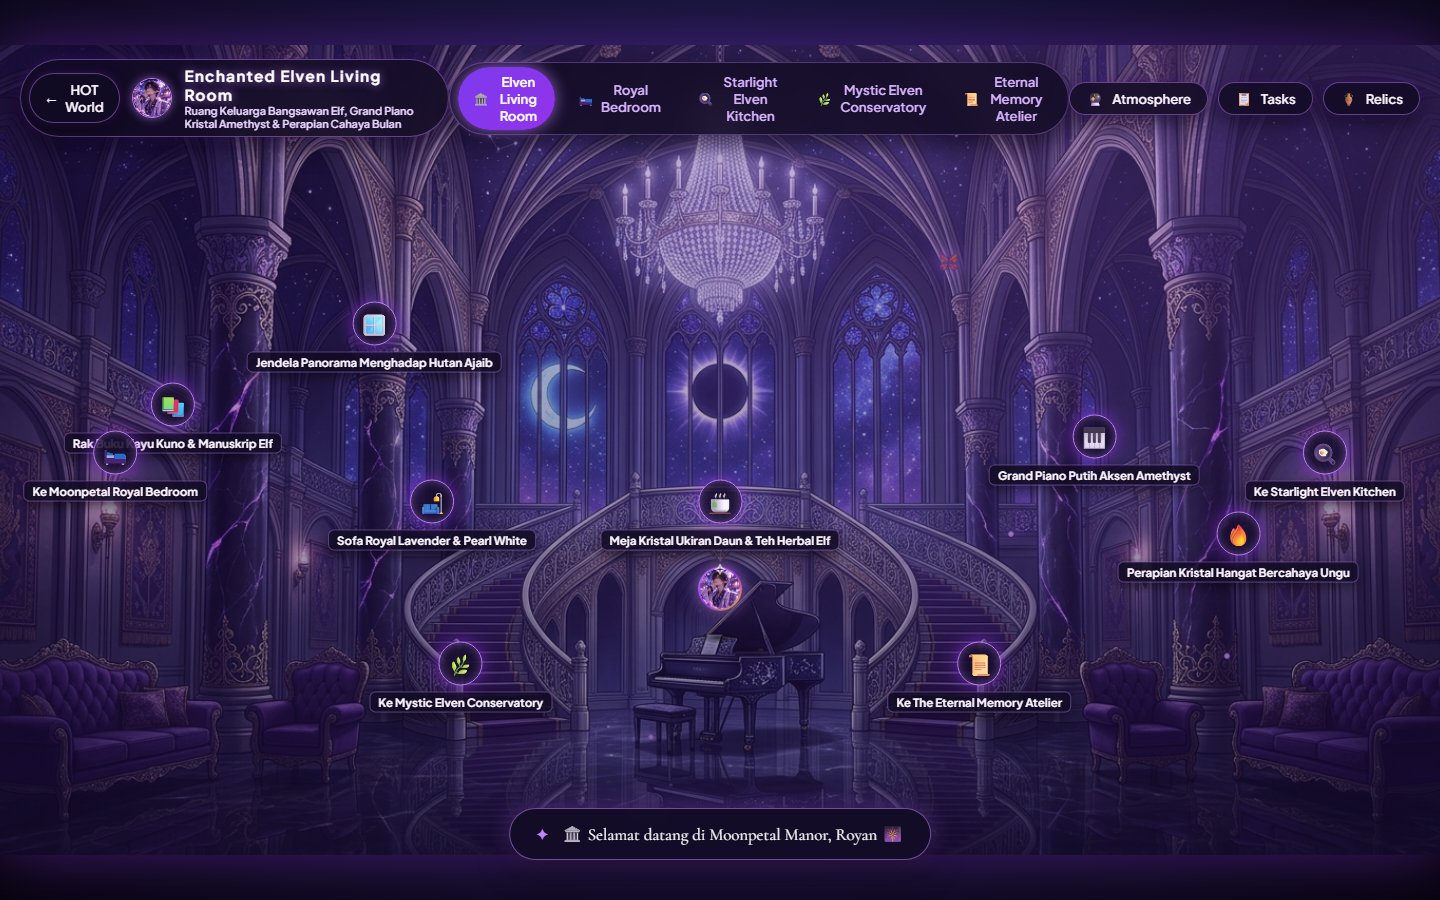 ← HOT
World
Enchanted Elven Living
Room
Ruang Keluarga Bangsawan Elf, Grand Piano
Kristal Amethyst & Perapian Cahaya Bulan
Elven
Living
Room
Royal
Bedroom
Starlight
Elven
Kitchen
Mystic Elven
Conservatory
Eternal
Memory
Atelier
Atmosphere
Tasks
Relics
Jendela Panorama Menghadap Hutan Ajaib
Rak Buku Kayu Kuno & Manuskrip Elf
Ke Moonpetal Royal Bedroom
Grand Piano Putih Aksen Amethyst
Ke Starlight Elven Kitchen
Sofa Royal Lavender & Pearl White
Meja Kristal Ukiran Daun & Teh Herbal Elf
Perapian Kristal Hangat Bercahaya Ungu
Ke Mystic Elven Conservatory
Ke The Eternal Memory Atelier
Selamat datang di Moonpetal Manor, Royan